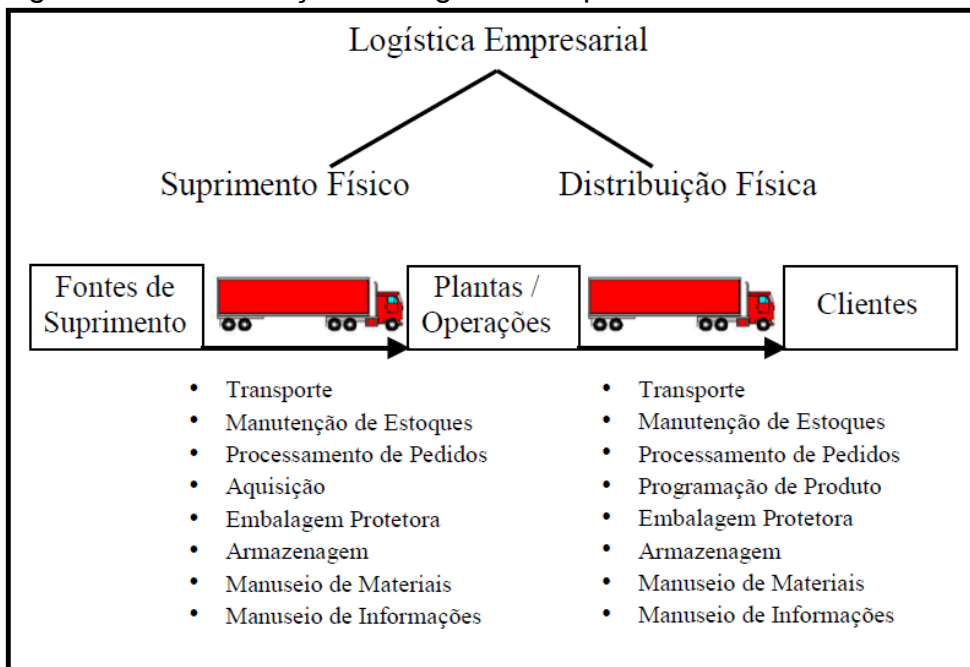 Logística Empresarial
Suprimento Físico
Distribuição Física
Fontes de
Suprimento
Plantas /
Operações
Clientes
• Transporte
• Manutenção de Estoques
• Processamento de Pedidos
• Aquisição
• Embalagem Protetora
• Armazenagem
• Manuseio de Materiais
• Manuseio de Informações
• Transporte
• Manutenção de Estoques
• Processamento de Pedidos
• Programação de Produto
• Embalagem Protetora
• Armazenagem
• Manuseio de Materiais
• Manuseio de Informações